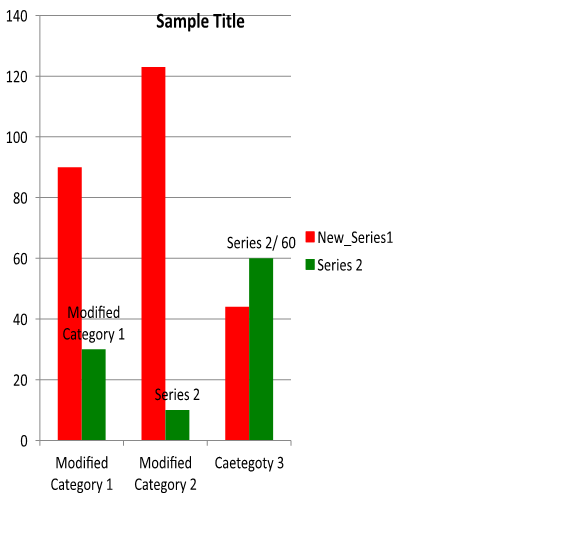 Sample Title
140
120
100
80
60
40
20
0
Modified
Category 1
Series 2
Series 2/ 60
Modified
Category 1
Modified
Category 2
Caetegoty 3
New_Series1
Series 2